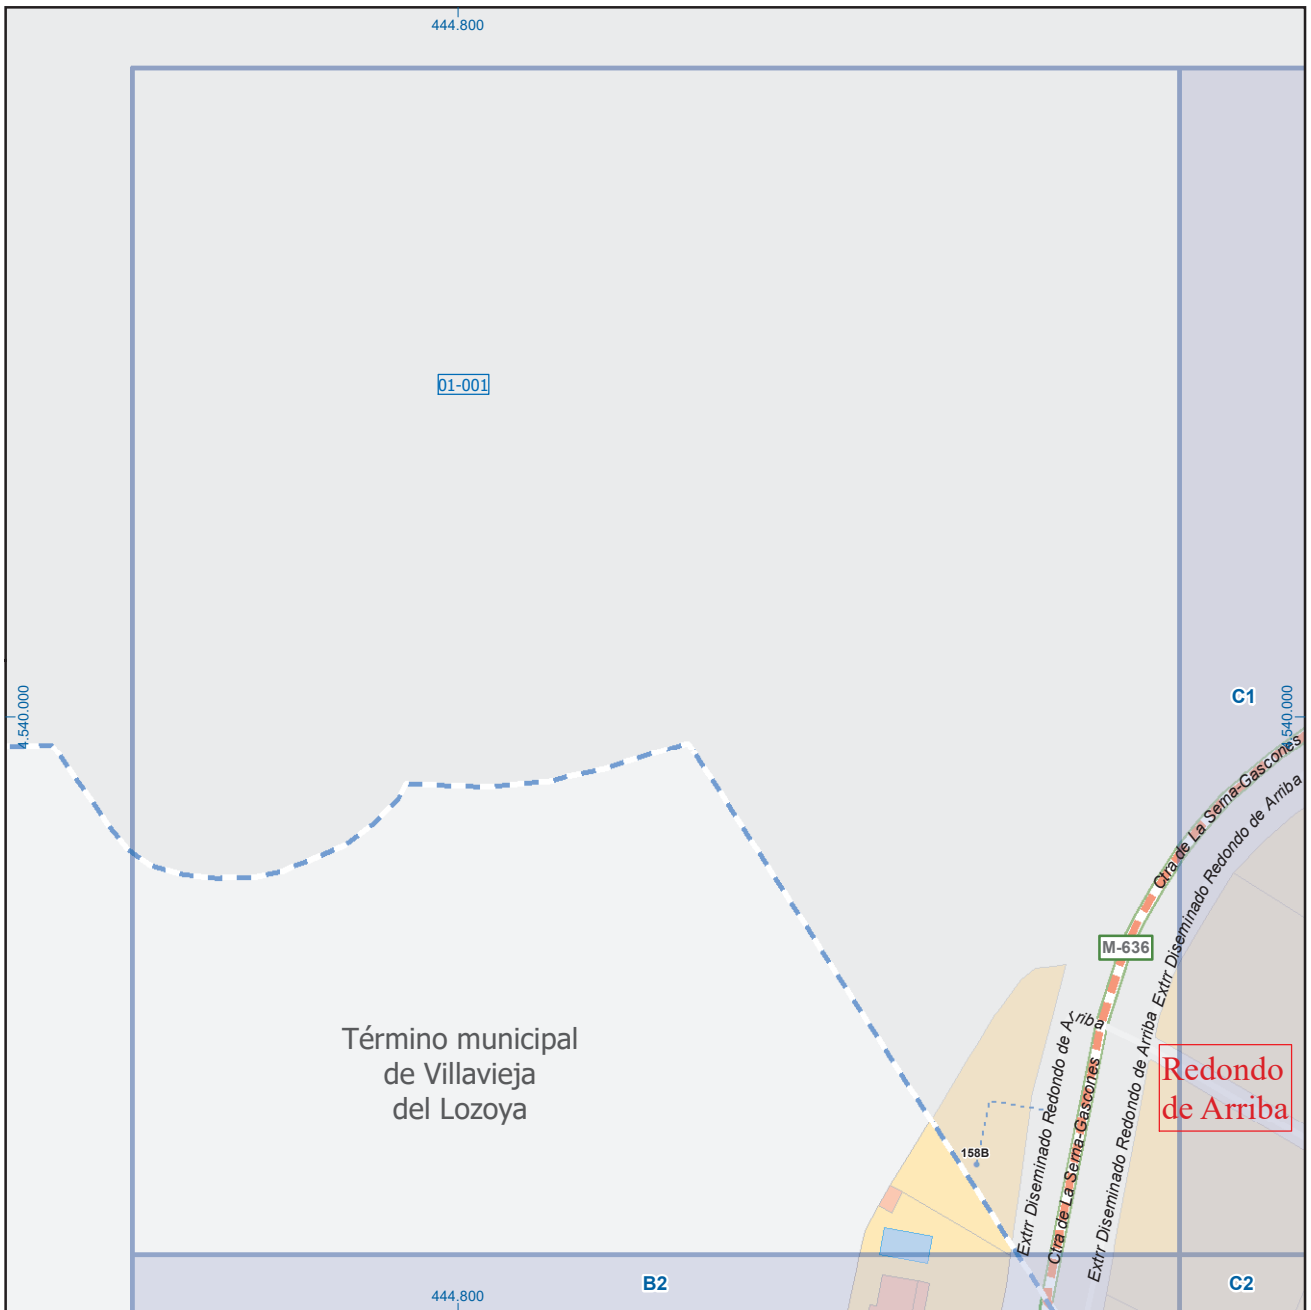 444.800
01-001
4.540.000
C1
4.540.000
Ctra de La Serna-Gascones
Extrr Diseminado Redondo de Arriba
M-636
Término municipal
de Villavieja
del Lozoya
Redondo
de Arriba
Extrr Diseminado Redondo de Arriba
Ctra de La Serna-Gascones
Extrr Diseminado Redondo de Arriba
158B
B2
C2
444.800